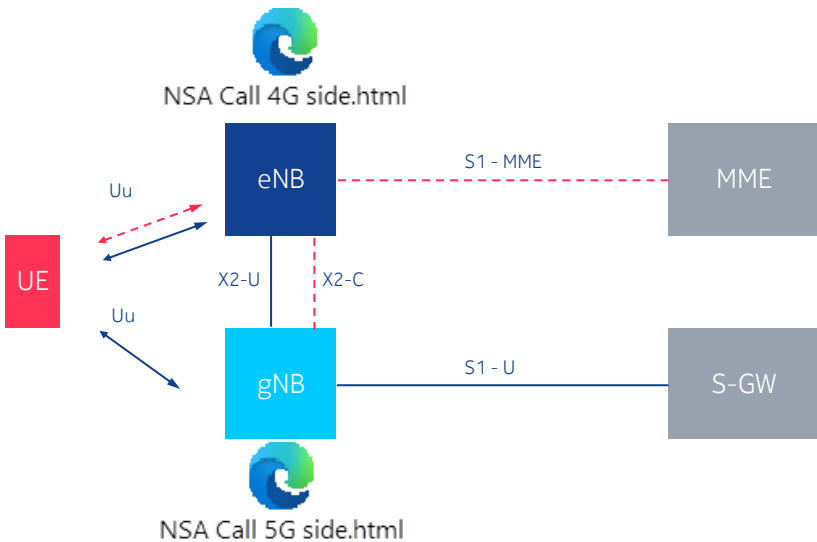 NSA Call 4G side.html
eNB
S1 - MME
MME
Uu
UE
X2-U
X2-C
Uu
gNB
S1 - U
S-GW
NSA Call 5G side.html